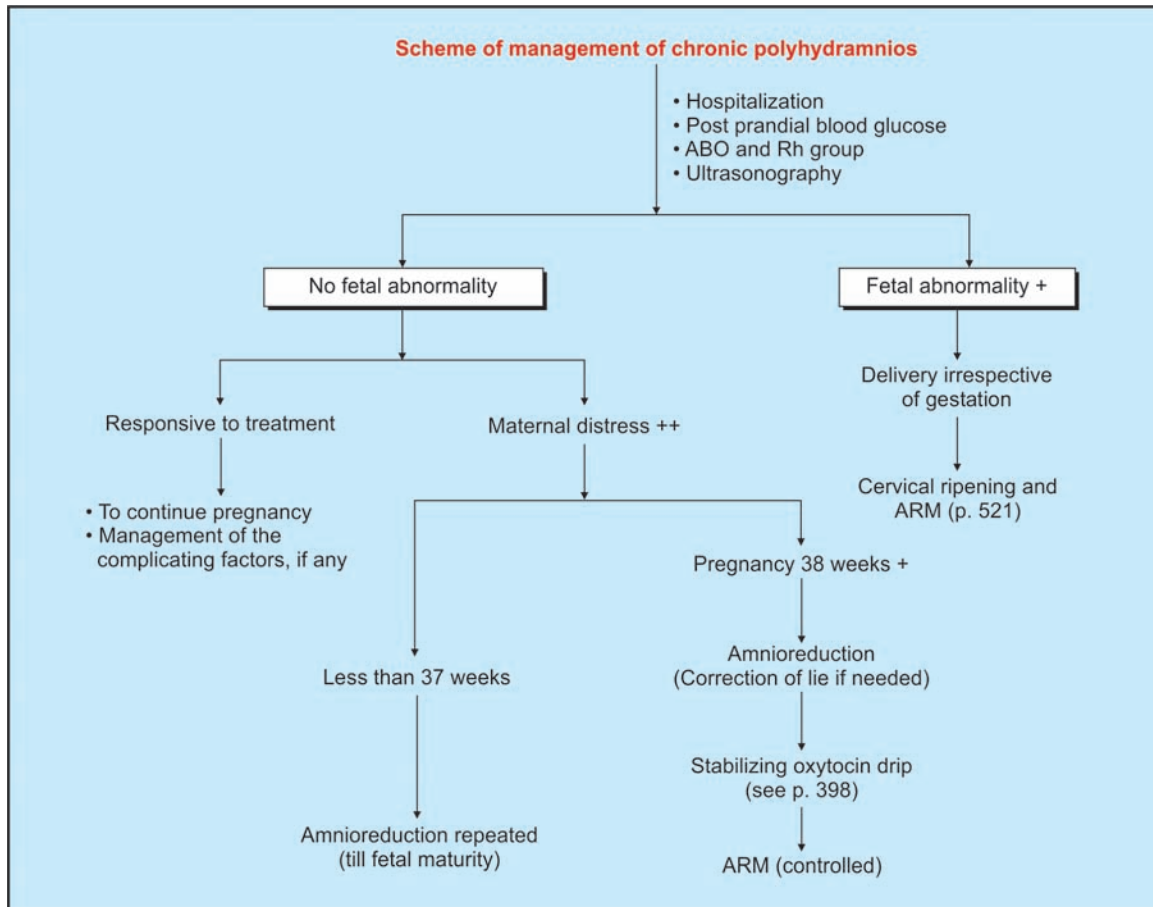 Scheme of management of chronic polyhydramnios
• Hospitalization
• Post prandial blood glucose
• ABO and Rh group
• Ultrasonography
No fetal abnormality
Fetal abnormality +
Responsive to treatment
Maternal distress ++
Delivery irrespective
of gestation
• To continue pregnancy
• Management of the
complicating factors, if any
Cervical ripening and
ARM (p. 521)
Less than 37 weeks
Pregnancy 38 weeks +
Amnioreduction
(Correction of lie if needed)
Stabilizing oxytocin drip
(see p. 398)
Amnioreduction repeated
(till fetal maturity)
ARM (controlled)